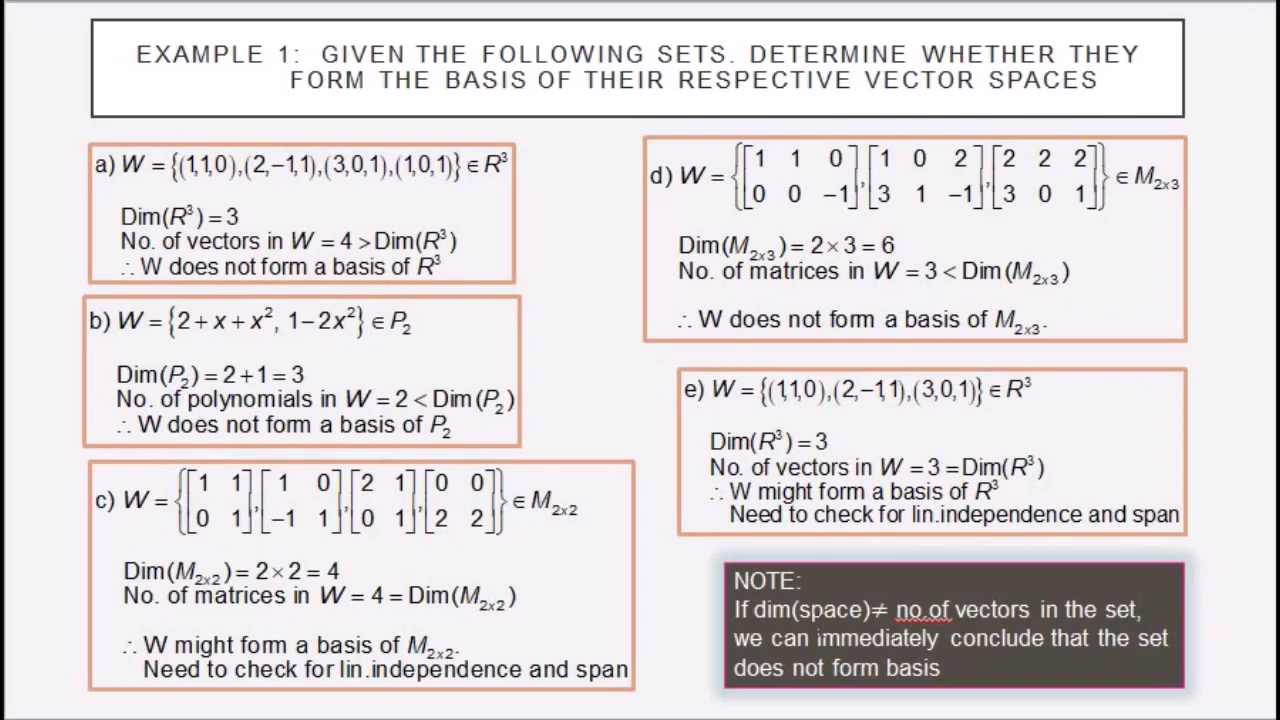 EXAMPLE 1: GIVEN THE FOLLOWING SETS. DETERMINE WHETHER THEY
FORM THE BASIS OF THEIR RESPECTIVE VECTOR SPACES
a) W = {(1,1,0),(2,−1,1),(3,0,1),(1,0,1)} ∈ R³
Dim(R³) = 3
No. of vectors in W = 4 > Dim(R³)
∴ W does not form a basis of R³
b) W = {2 + x + x², 1 − 2x²} ∈ P₂
Dim(P₂) = 2 + 1 = 3
No. of polynomials in W = 2 < Dim(P₂)
∴ W does not form a basis of P₂
c) W = {[1 1; 0 1], [1 0; −1 1], [2 1; 0 1], [0 0; 2 2]} ∈ M₂ₓ₂
Dim(M₂ₓ₂) = 2 × 2 = 4
No. of matrices in W = 4 = Dim(M₂ₓ₂)
∴ W might form a basis of M₂ₓ₂.
Need to check for lin.independence and span
d) W = {[1 1 0; 0 0 −1], [1 0 2; 3 1 −1], [2 2 2; 3 0 1]} ∈ M₂ₓ₃
Dim(M₂ₓ₃) = 2 × 3 = 6
No. of matrices in W = 3 < Dim(M₂ₓ₃)
∴ W does not form a basis of M₂ₓ₃.
e) W = {(1,1,0),(2,−1,1),(3,0,1)} ∈ R³
Dim(R³) = 3
No. of vectors in W = 3 = Dim(R³)
∴ W might form a basis of R³
Need to check for lin.independence and span
NOTE:
If dim(space)≠ no.of vectors in the set,
we can immediately conclude that the set
does not form basis